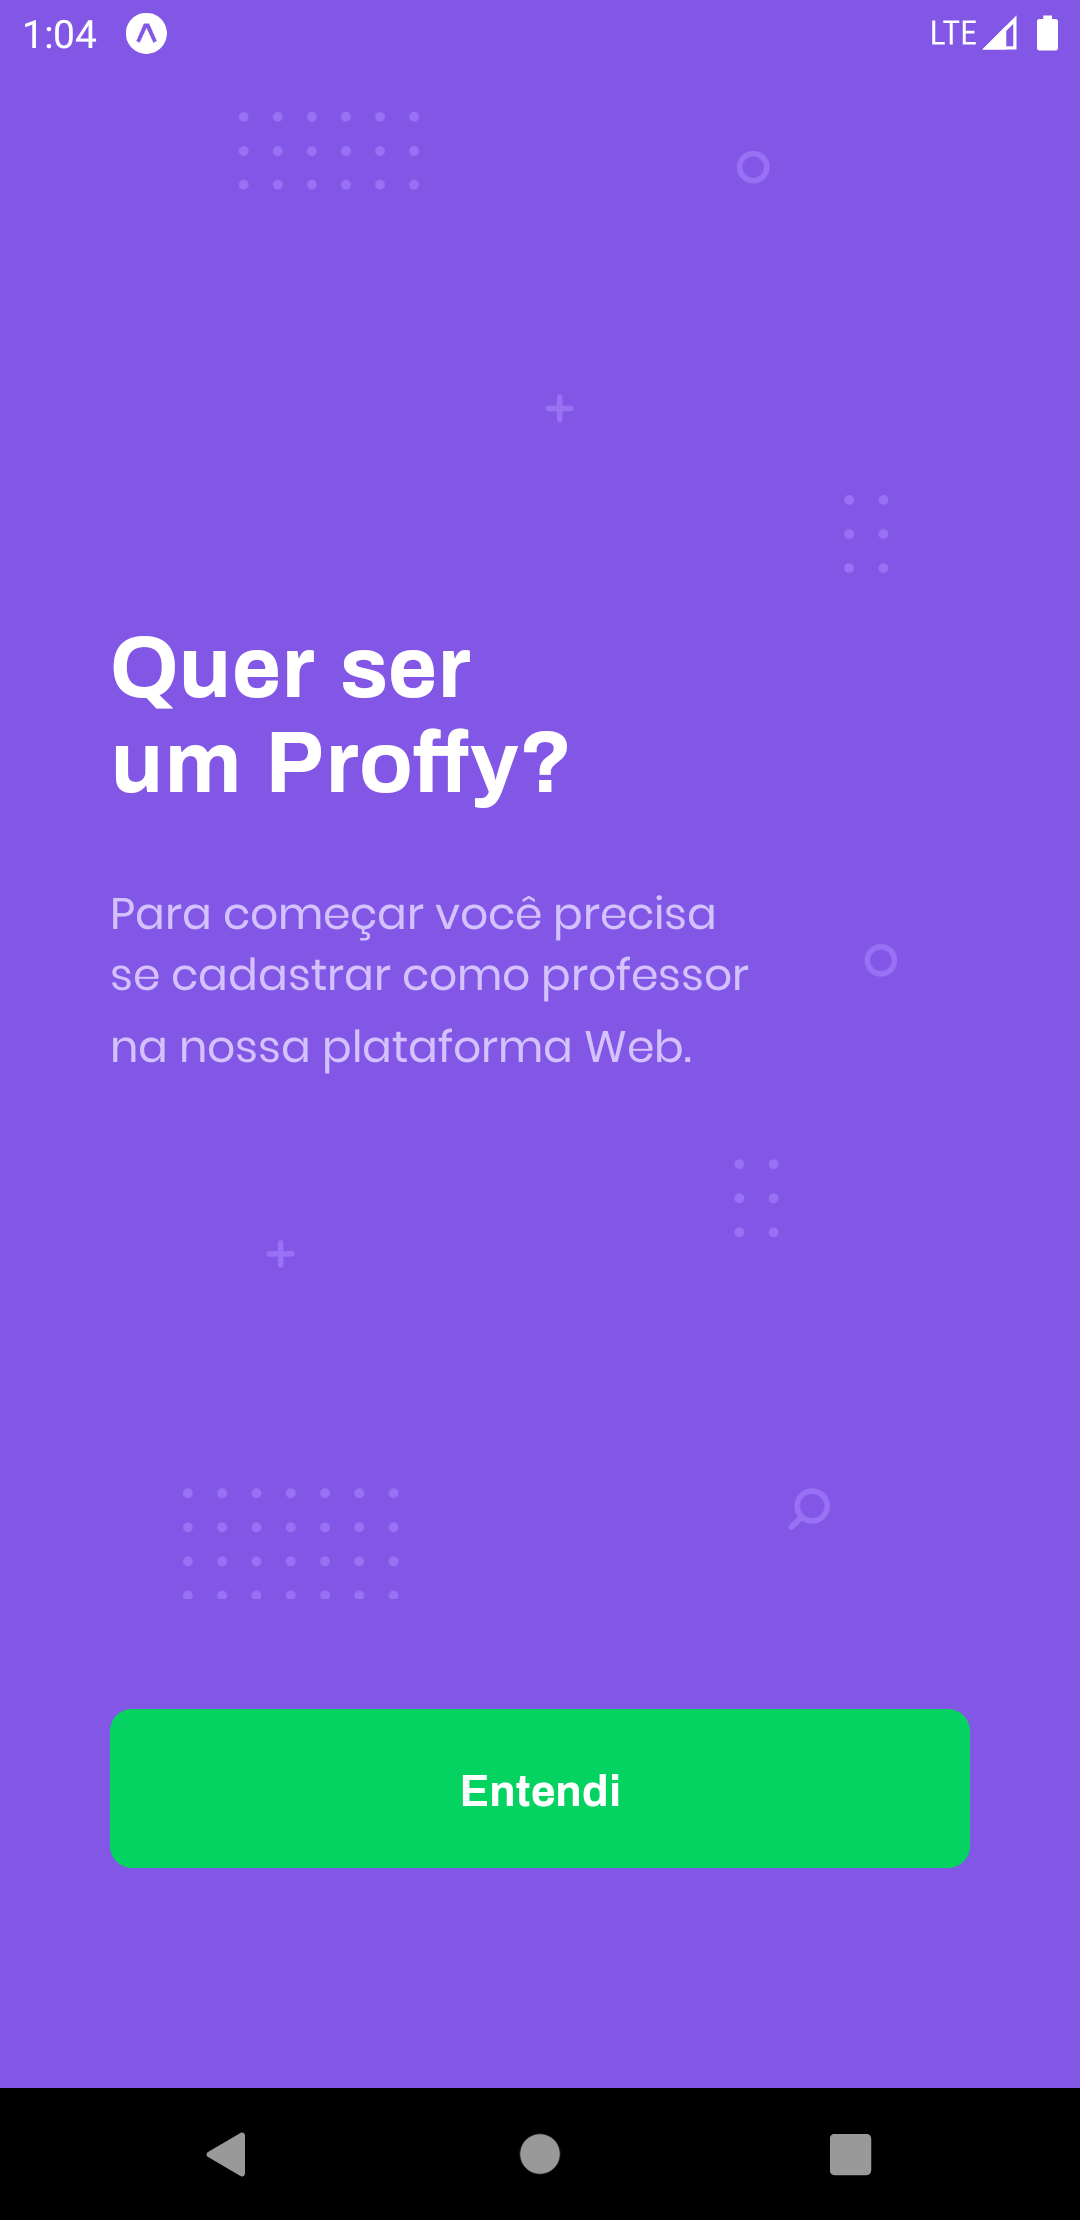 1:04
LTE
Quer ser
um Proffy?
Para começar você precisa
se cadastrar como professor
na nossa plataforma Web.
Entendi